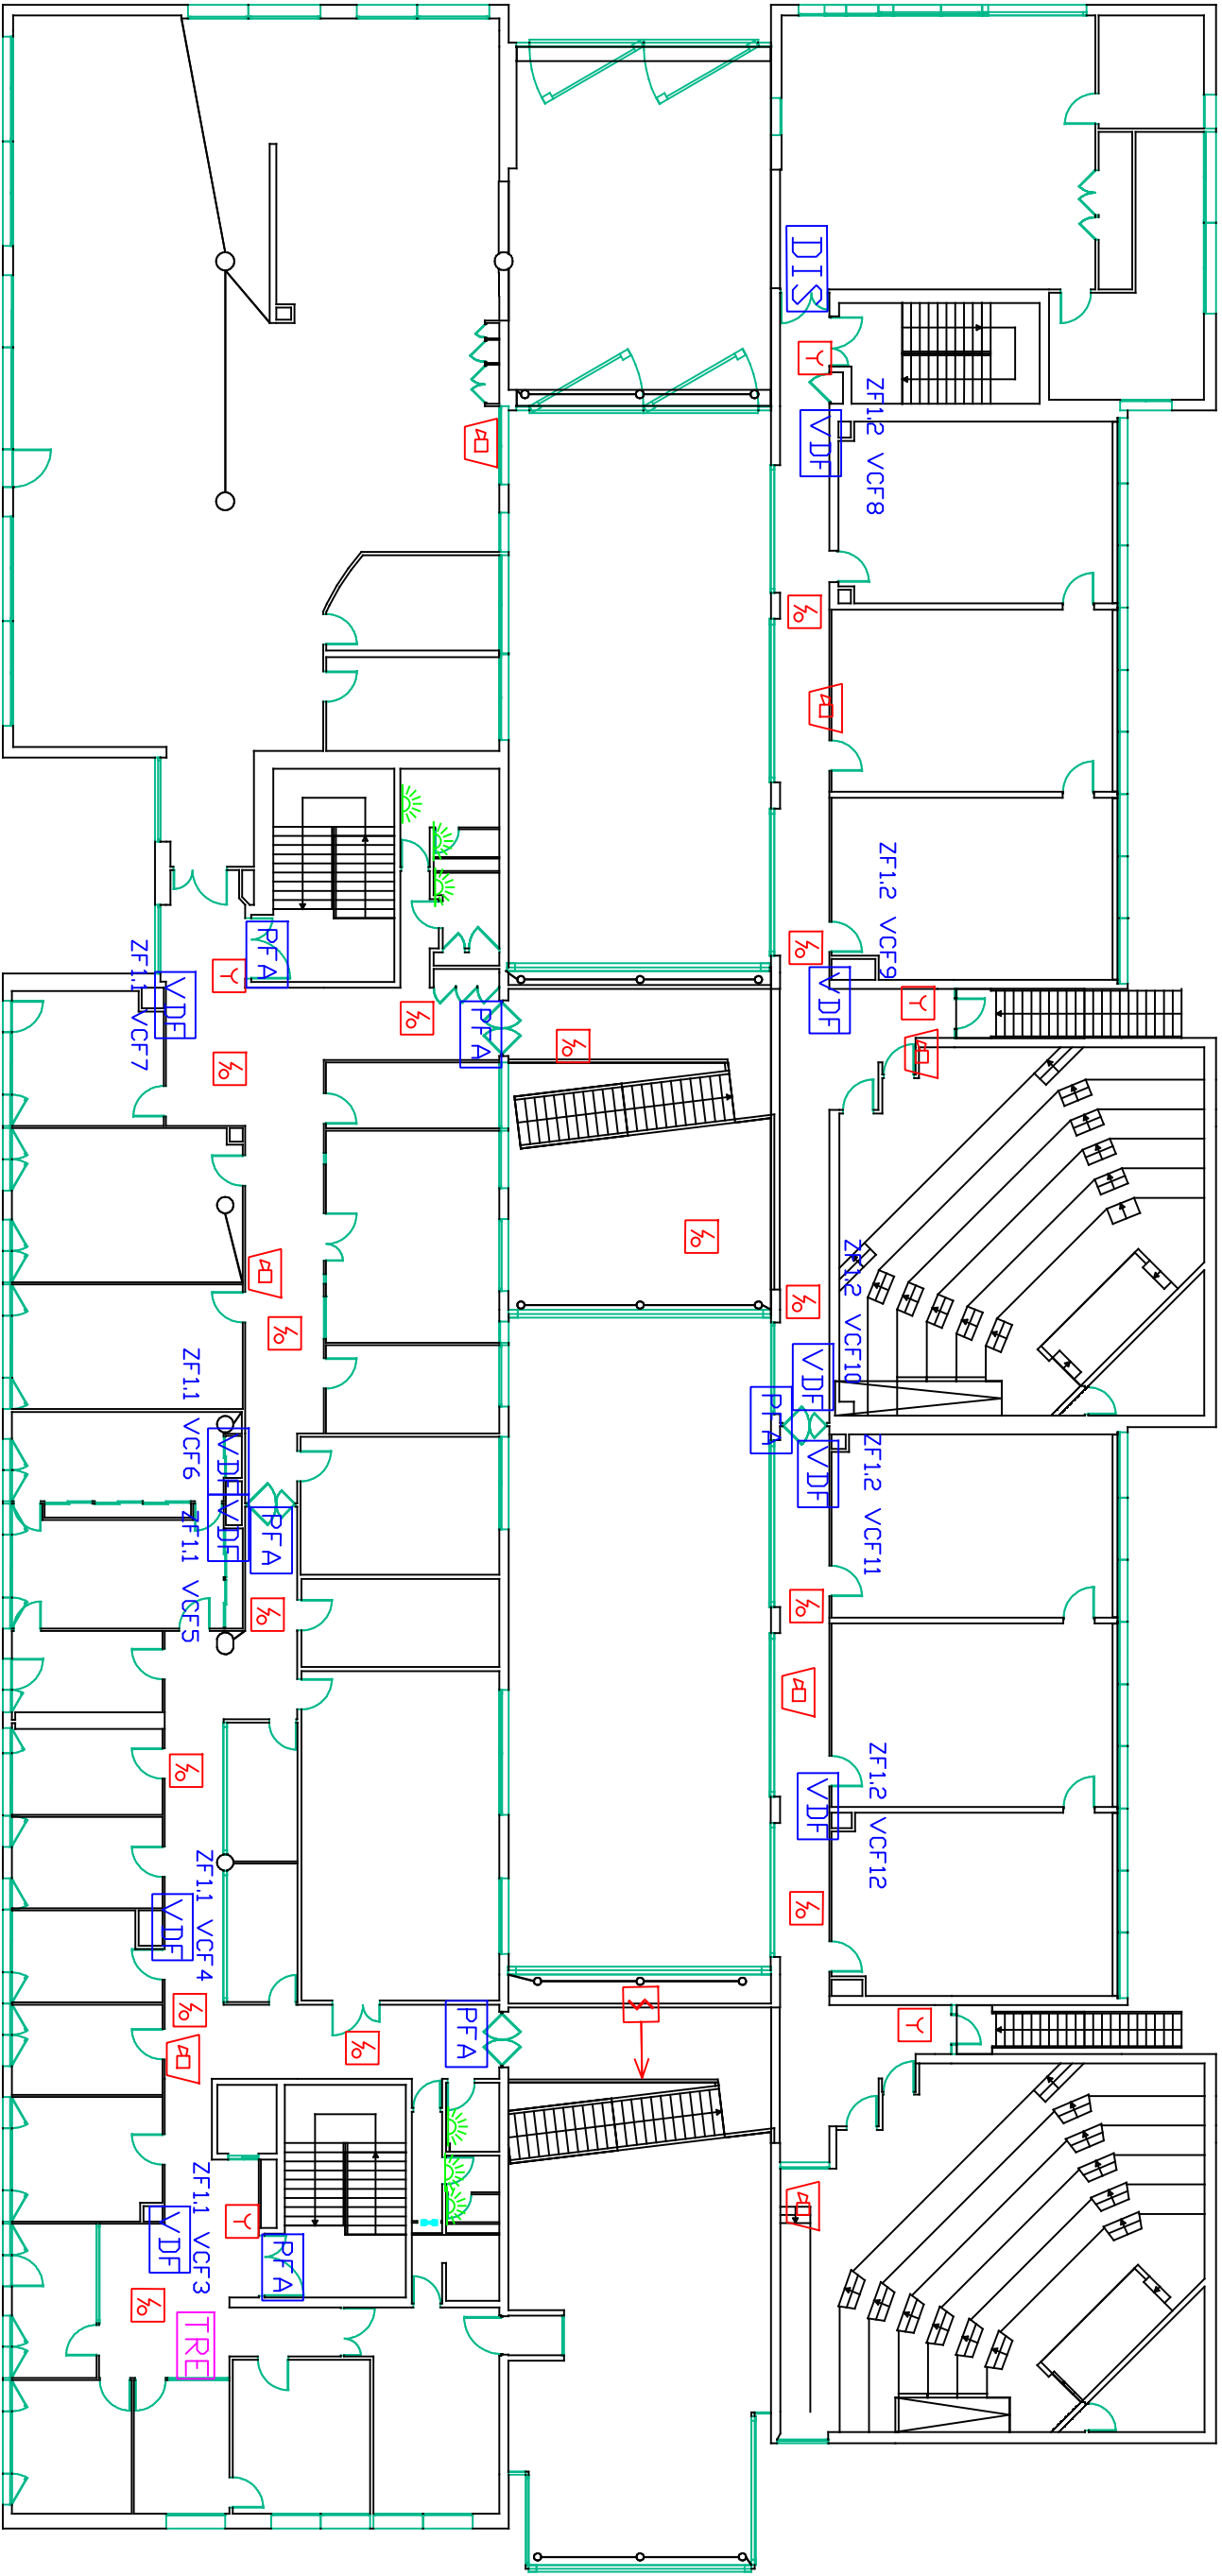 DIS
ZF1.2 VCF8
VDF
ZF1.2 VCF9
VDF
PFA
ZF1.1 VCF7
VDF
PFA
ZF1.2 VCF10
VDF
PFA
VDF
ZF1.2 VCF11
ZF1.1 VCF6
VDF
VDF
PFA
ZF1.1 VCF5
ZF1.2 VCF12
VDF
ZF1.1 VCF4
VDF
PFA
ZF1.1 VCF3
VDF
PFA
TRE